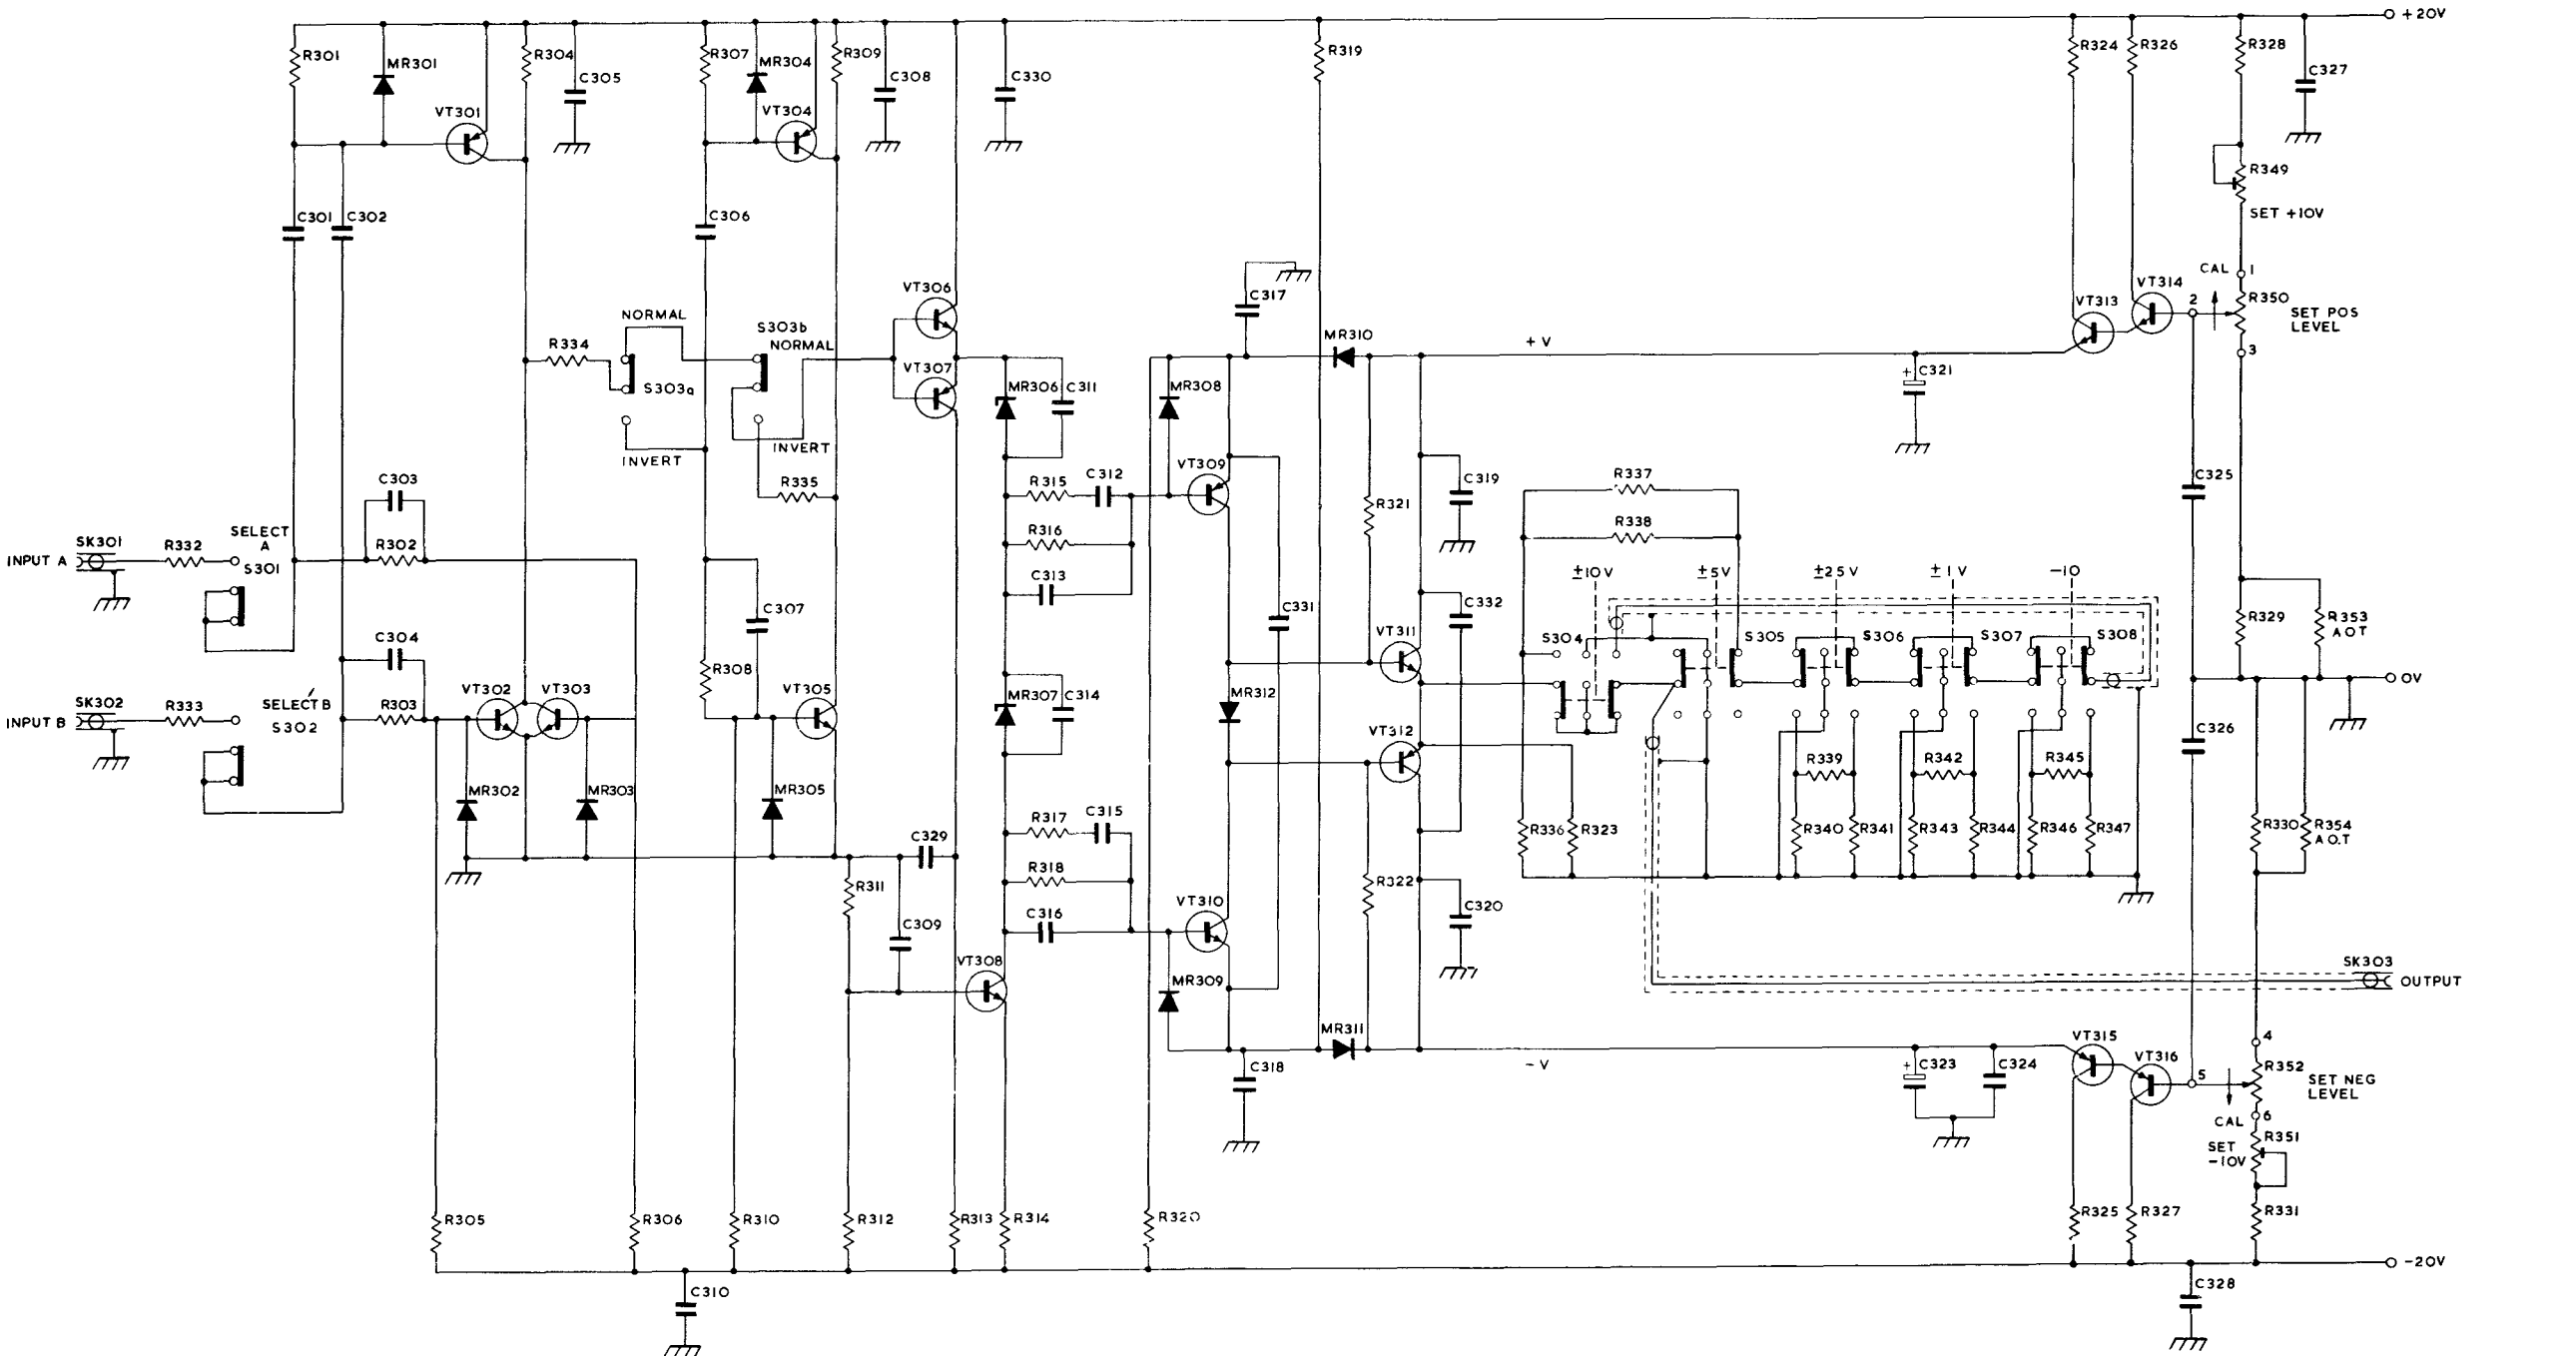 +20V
R301
MR301
R304
C305
R307
MR304
R309
C308
C330
R319
R324
R326
R328
C327
VT301
VT304
R349
SET +10V
C301
C302
C306
VT306
C317
VT313
VT314
CAL
1
2
R350
SET POS
LEVEL
3
NORMAL
S303b
NORMAL
R334
S303a
VT307
MR310
+ V
MR306
C311
MR308
+
C321
INVERT
INVERT
R335
C303
R315
C312
VT309
R321
C319
R337
C325
R316
R338
SELECT
A
S301
INPUT A
SK301
R332
R302
C313
±10V
±5V
±25V
±1V
-10
C307
C331
C332
R329
R353
A O T
C304
R308
VT311
S304
S305
S306
S307
S308
INPUT B
SK302
R333
SELECT B
S302
R303
VT302
VT303
VT305
MR307
C314
MR312
VT312
0V
C326
R339
R342
R345
MR302
MR303
MR305
R317
C315
C329
R336
R323
R340
R341
R343
R344
R346
R347
R330
R354
A O.T
R318
R311
R322
C309
C316
VT310
C320
VT308
MR309
SK303
OUTPUT
MR311
- V
VT315
VT316
4
C318
+
C323
C324
5
R352
SET NEG
LEVEL
6
CAL
SET
-10V
R351
R305
R306
R310
R312
R313
R314
R320
R325
R327
R331
-20V
C310
C328